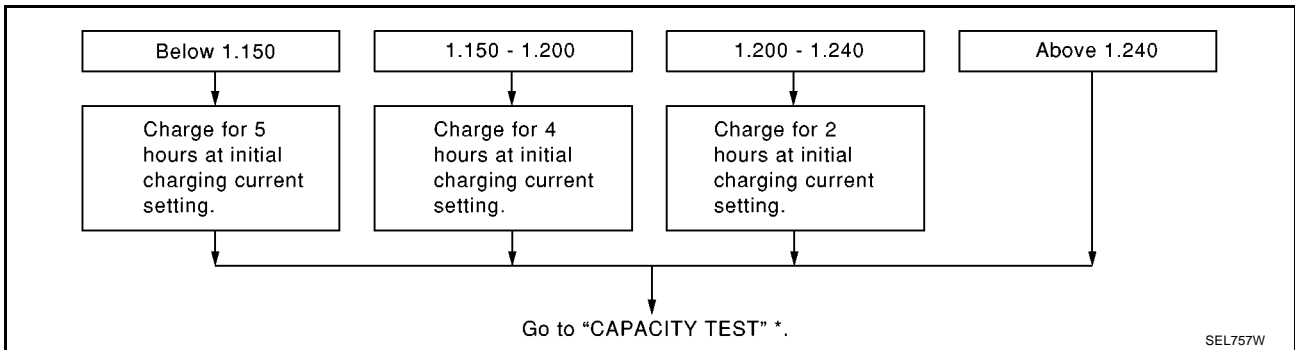 Below 1.150
1.150 - 1.200
1.200 - 1.240
Above 1.240
Charge for 5
hours at initial
charging current
setting.
Charge for 4
hours at initial
charging current
setting.
Charge for 2
hours at initial
charging current
setting.
Go to “CAPACITY TEST” *.
SEL757W